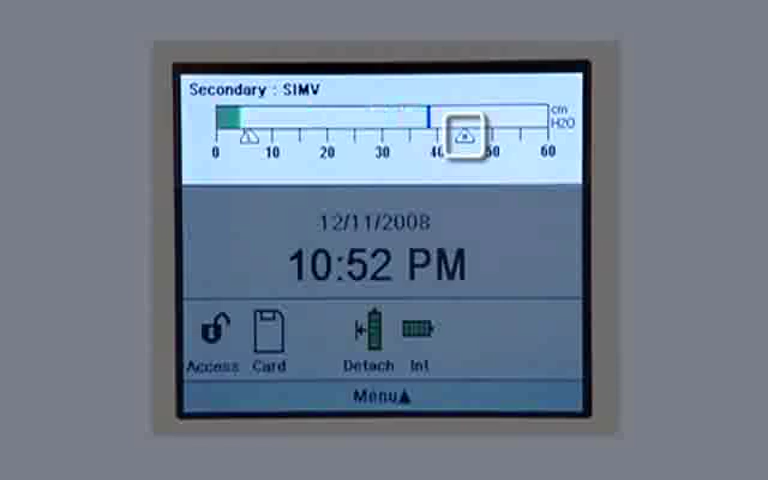 Secondary : SIMV
cm
H2O
0 10 20 30 40 50 60
12/11/2008
10:52 PM
Access Card Detach Int
Menu▲